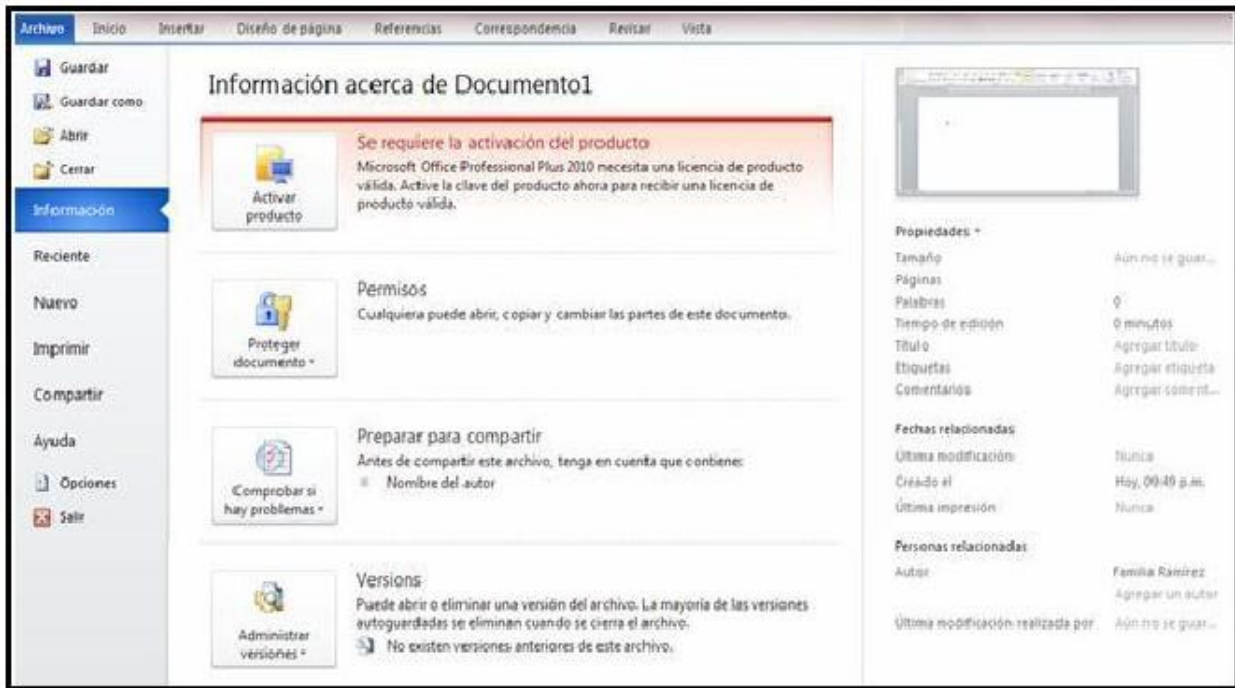 Archivo Inicio Insertar Diseño de página Referencias Correspondencia Revisar Vista
Guardar
Guardar como
Abrir
Cerrar
Información
Reciente
Nuevo
Imprimir
Compartir
Ayuda
Opciones
Salir
Información acerca de Documento1
Activar
producto
Se requiere la activación del producto
Microsoft Office Professional Plus 2010 necesita una licencia de producto
válida. Active la clave del producto ahora para recibir una licencia de
producto válida.
Proteger
documento
Permisos
Cualquiera puede abrir, copiar y cambiar las partes de este documento.
Comprobar si
hay problemas
Preparar para compartir
Antes de compartir este archivo, tenga en cuenta que contiene:
Nombre del autor
Administrar
versiones
Versions
Puede abrir o eliminar una versión del archivo. La mayoría de las versiones
autoguardadas se eliminan cuando se cierra el archivo.
No existen versiones anteriores de este archivo.
Propiedades
Tamaño Aún no se guar...
Páginas
Palabras 0
Tiempo de edición 0 minutos
Título Agregar título
Etiquetas Agregar etiqueta
Comentarios Agregar coment...
Fechas relacionadas
Última modificación Nunca
Creado el Hoy, 09:49 p.m.
Última impresión Nunca
Personas relacionadas
Autor Familia Ramírez
Agregar un autor
Última modificación realizada por Aún no se guar...